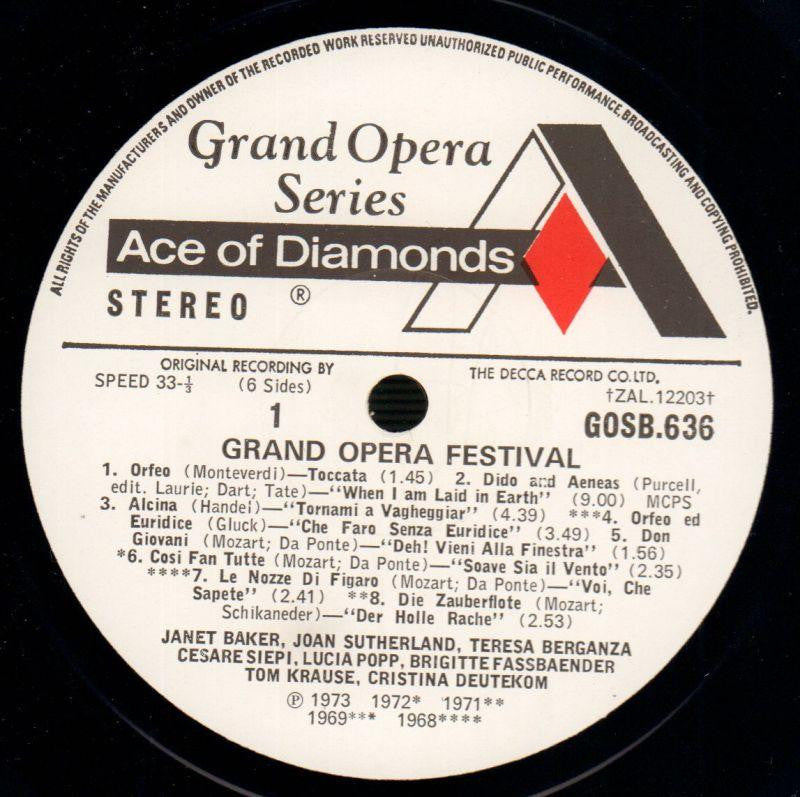 ALL RIGHTS OF THE MANUFACTURERS AND OWNER OF THE RECORDED WORK RESERVED UNAUTHORIZED PUBLIC PERFORMANCE, BROADCASTING AND COPYING PROHIBITED.
Grand Opera
Series
Ace of Diamonds
STEREO ®
ORIGINAL RECORDING BY THE DECCA RECORD CO. LTD.
SPEED 33-⅓ (6 Sides) †ZAL.12203†
1 GOSB.636
GRAND OPERA FESTIVAL
1. Orfeo (Monteverdi)—Toccata (1.45) 2. Dido and Aeneas (Purcell,
edit. Laurie; Dart; Tate)—"When I am Laid in Earth" (9.00) MCPS
3. Alcina (Handel)—"Tornami a Vagheggiar" (4.39) ***4. Orfeo ed
Euridice (Gluck)—"Che Faro Senza Euridice" (3.49) 5. Don
Giovani (Mozart; Da Ponte)—"Deh! Vieni Alla Finestra" (1.56)
*6. Cosi Fan Tutte (Mozart; Da Ponte)—"Soave Sia il Vento" (2.35)
****7. Le Nozze Di Figaro (Mozart; Da Ponte)—"Voi, Che
Sapete" (2.41) **8. Die Zauberflote (Mozart;
Schikaneder)—"Der Holle Rache" (2.53)
JANET BAKER, JOAN SUTHERLAND, TERESA BERGANZA
CESARE SIEPI, LUCIA POPP, BRIGITTE FASSBAENDER
TOM KRAUSE, CRISTINA DEUTEKOM
℗ 1973 1972* 1971**
1969*** 1968****